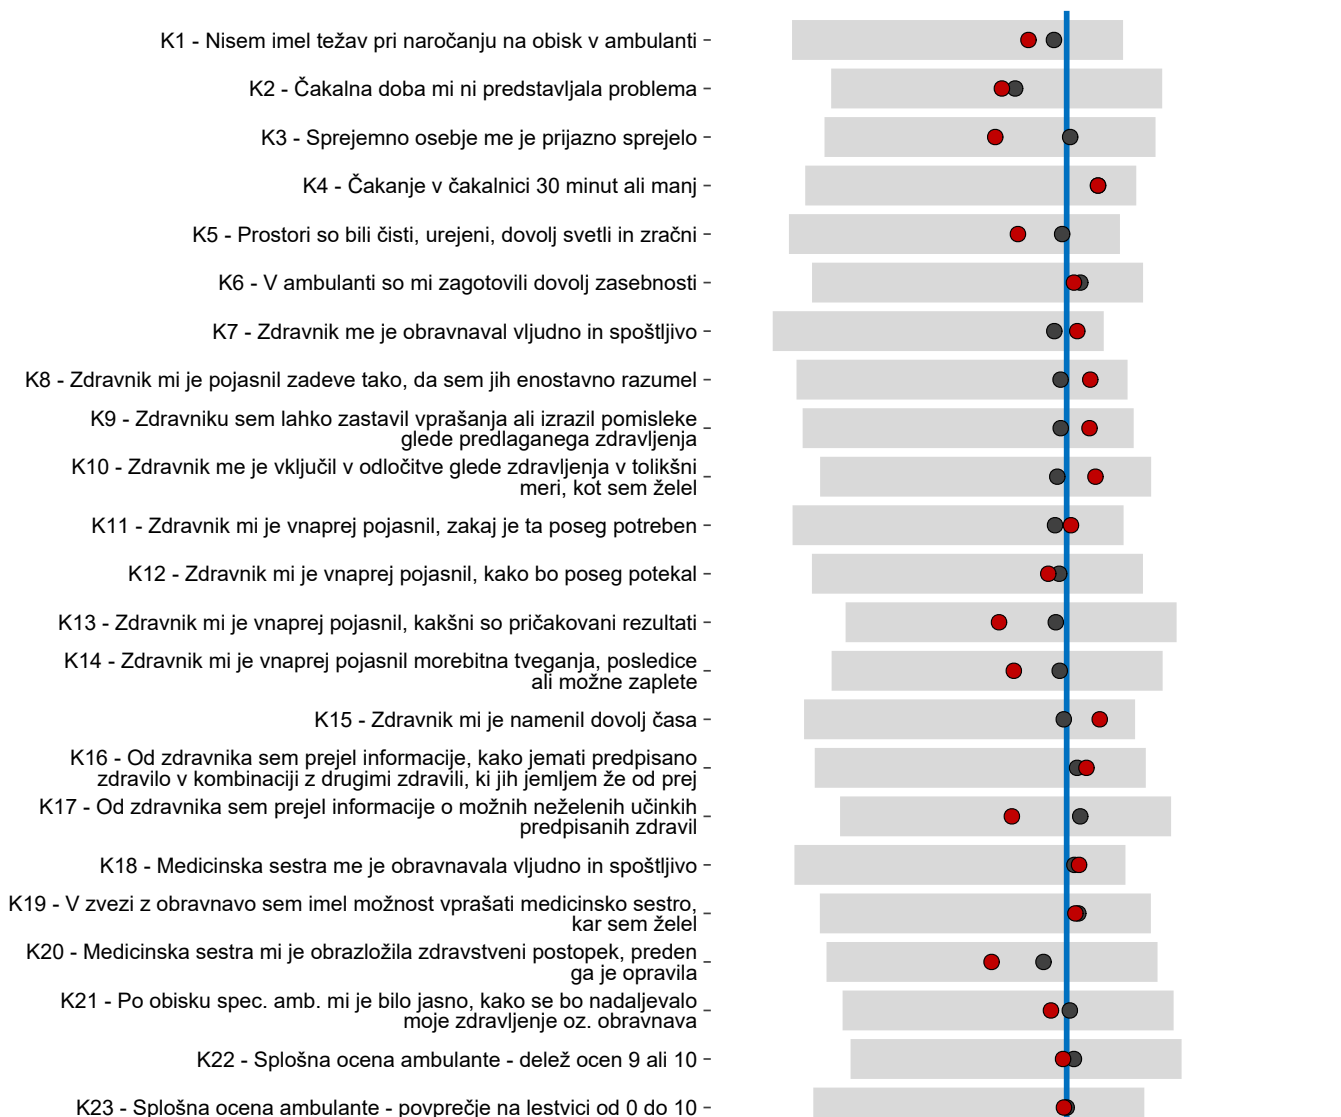 K1 - Nisem imel težav pri naročanju na obisk v ambulanti
K2 - Čakalna doba mi ni predstavljala problema
K3 - Sprejemno osebje me je prijazno sprejelo
K4 - Čakanje v čakalnici 30 minut ali manj
K5 - Prostori so bili čisti, urejeni, dovolj svetli in zračni
K6 - V ambulanti so mi zagotovili dovolj zasebnosti
K7 - Zdravnik me je obravnaval vljudno in spoštljivo
K8 - Zdravnik mi je pojasnil zadeve tako, da sem jih enostavno razumel
K9 - Zdravniku sem lahko zastavil vprašanja ali izrazil pomisleke
glede predlaganega zdravljenja
K10 - Zdravnik me je vključil v odločitve glede zdravljenja v tolikšni
meri, kot sem želel
K11 - Zdravnik mi je vnaprej pojasnil, zakaj je ta poseg potreben
K12 - Zdravnik mi je vnaprej pojasnil, kako bo poseg potekal
K13 - Zdravnik mi je vnaprej pojasnil, kakšni so pričakovani rezultati
K14 - Zdravnik mi je vnaprej pojasnil morebitna tveganja, posledice
ali možne zaplete
K15 - Zdravnik mi je namenil dovolj časa
K16 - Od zdravnika sem prejel informacije, kako jemati predpisano
zdravilo v kombinaciji z drugimi zdravili, ki jih jemljem že od prej
K17 - Od zdravnika sem prejel informacije o možnih neželenih učinkih
predpisanih zdravil
K18 - Medicinska sestra me je obravnavala vljudno in spoštljivo
K19 - V zvezi z obravnavo sem imel možnost vprašati medicinsko sestro,
kar sem želel
K20 - Medicinska sestra mi je obrazložila zdravstveni postopek, preden
ga je opravila
K21 - Po obisku spec. amb. mi je bilo jasno, kako se bo nadaljevalo
moje zdravljenje oz. obravnava
K22 - Splošna ocena ambulante - delež ocen 9 ali 10
K23 - Splošna ocena ambulante - povprečje na lestvici od 0 do 10